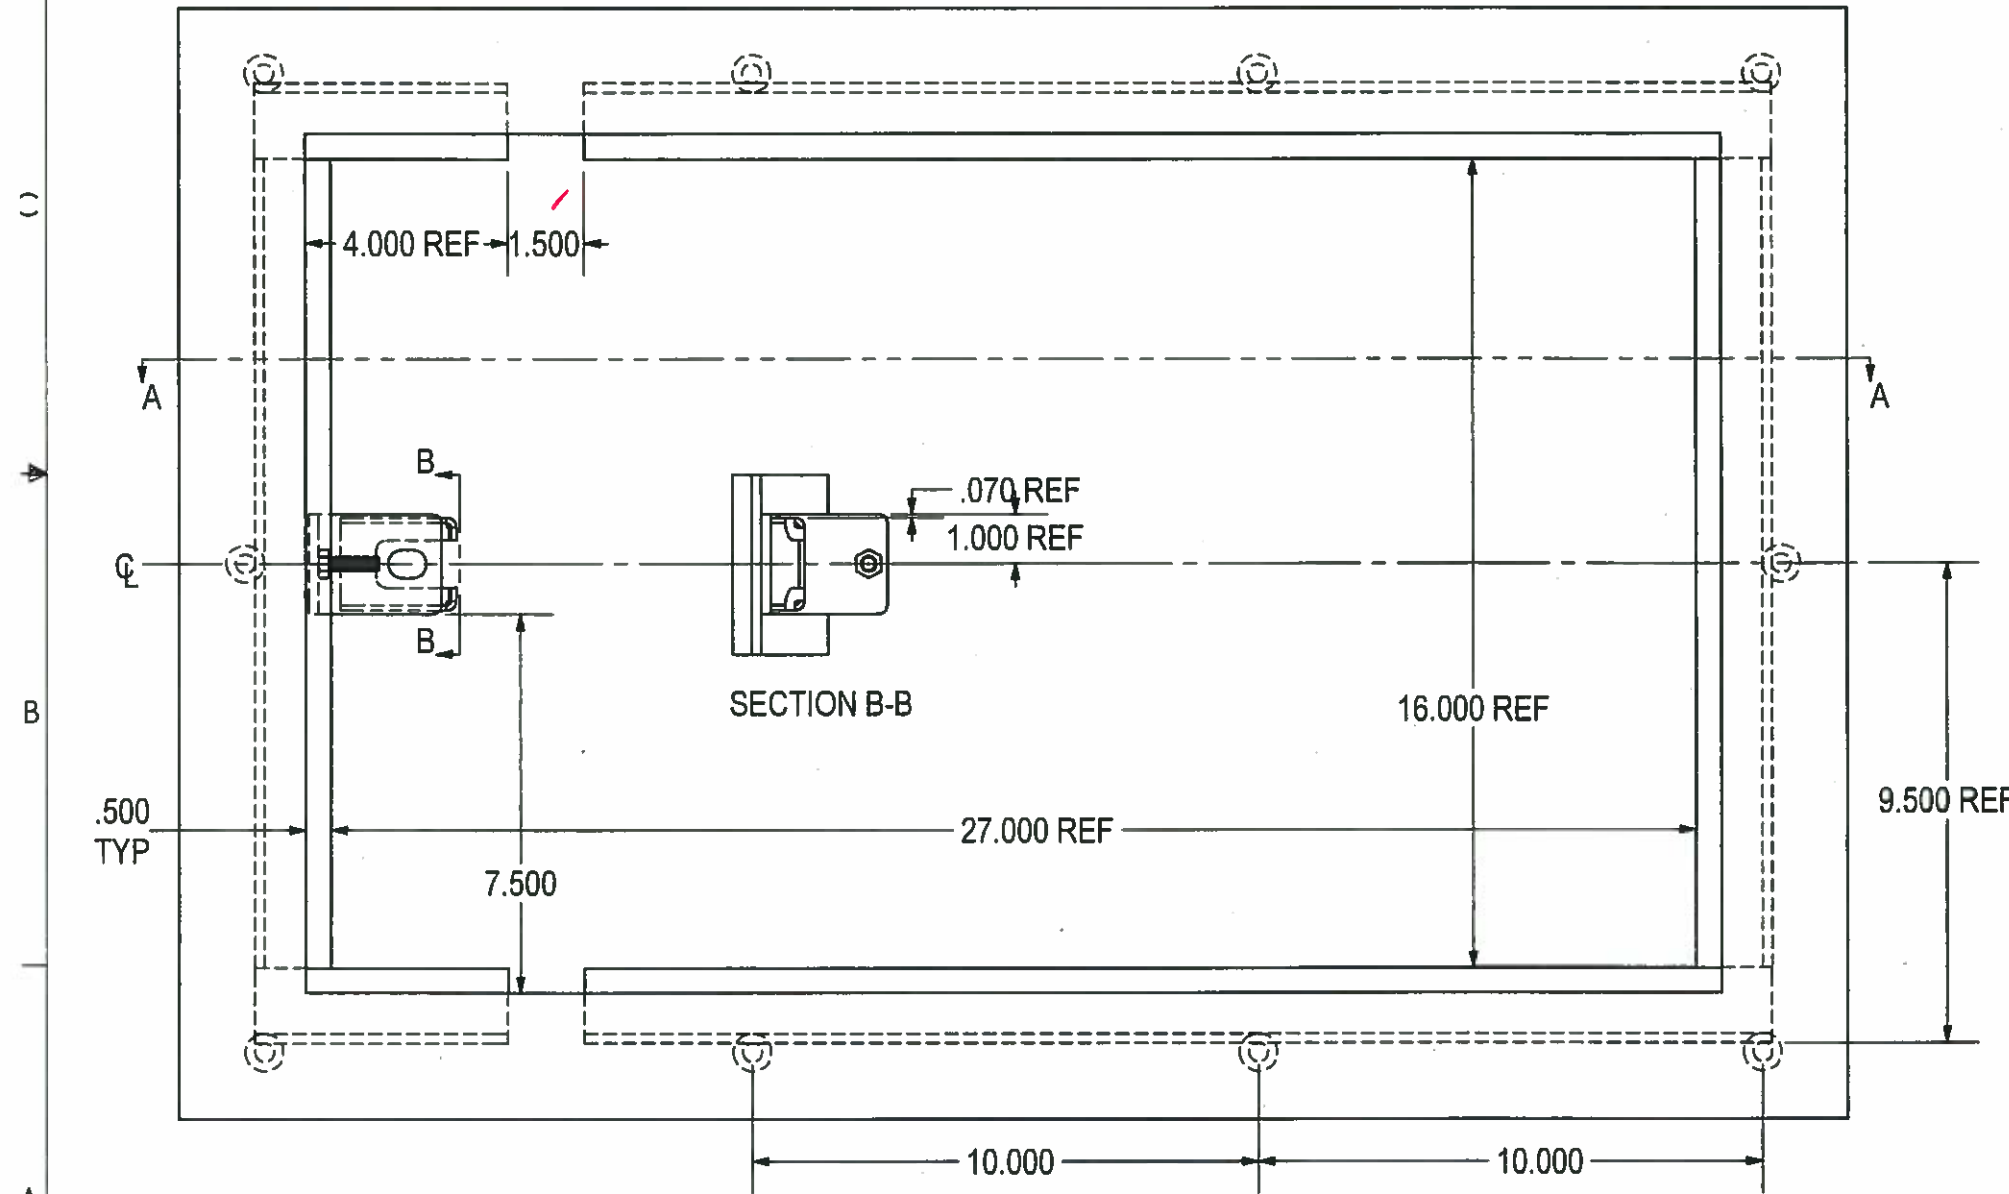 4.000 REF
1.500
A
A
B
.070 REF
1.000 REF
℄
B
SECTION B-B
B
16.000 REF
9.500 REF
.500
TYP
27.000 REF
7.500
10.000
10.000